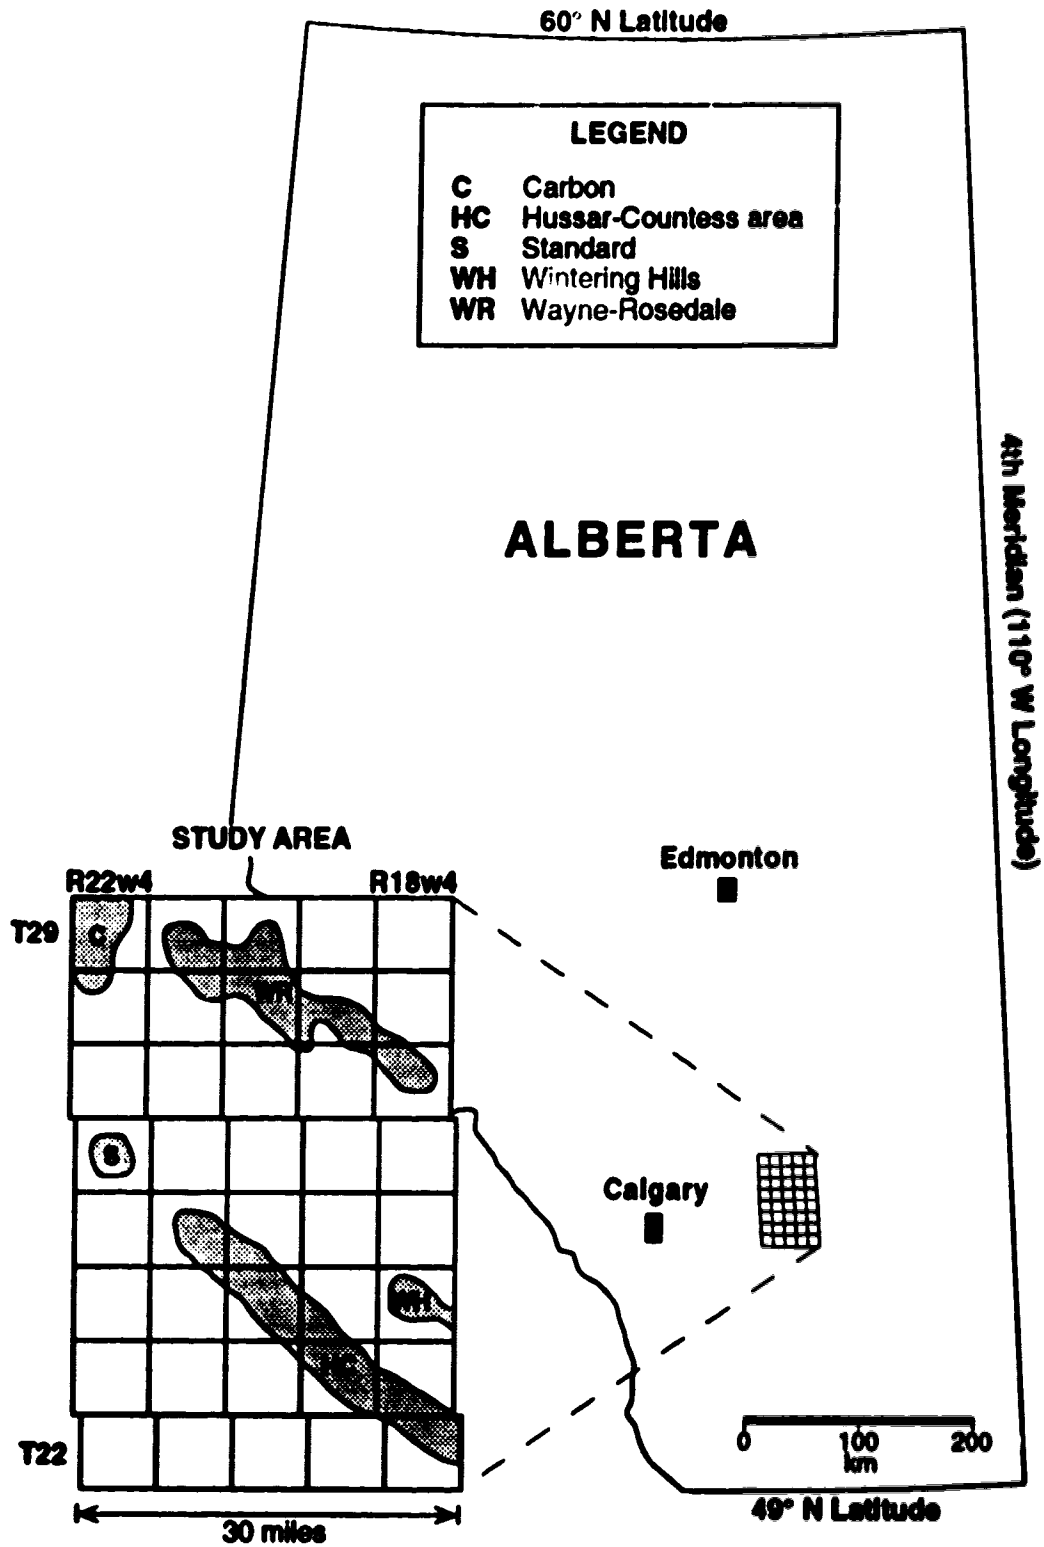 60° N Latitude
LEGEND
C Carbon
HC Hussar-Countess area
S Standard
WH Wintering Hills
WR Wayne-Rosedale
4th Meridian (110° W Longitude)
ALBERTA
STUDY AREA
Edmonton
R22w4 R18w4
T29
C
WR
S
Calgary
WH
HC
T22
0 100 200
km
49° N Latitude
30 miles